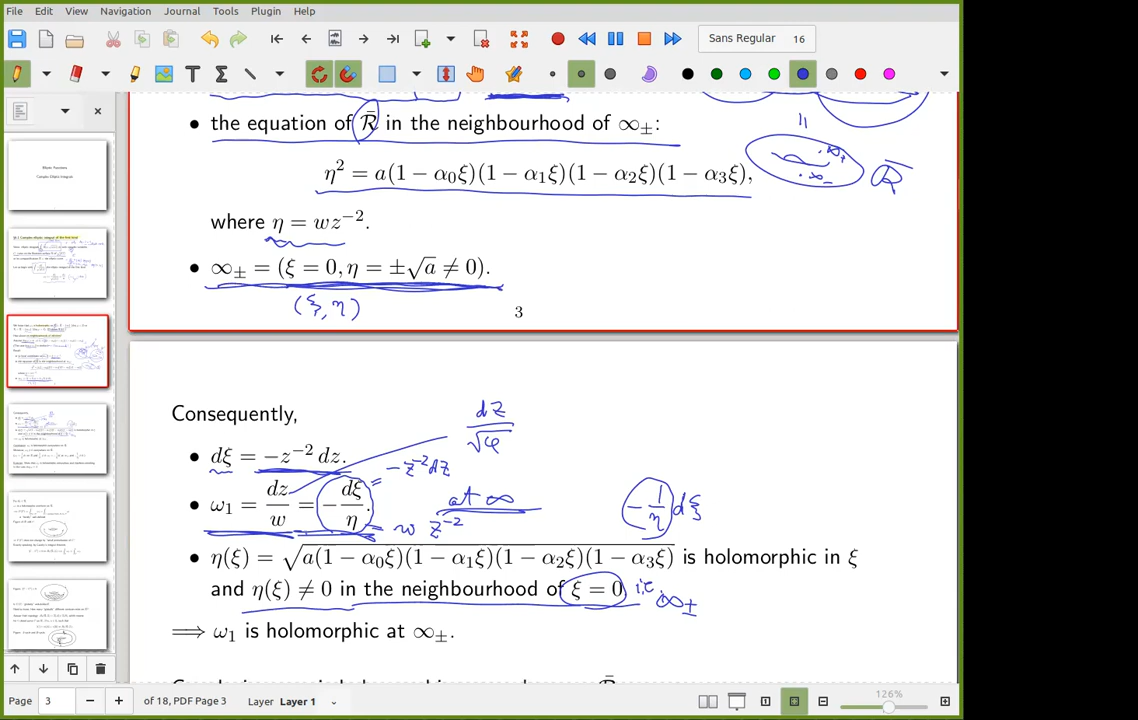 File Edit View Navigation Journal Tools Plugin Help
Sans Regular 16
• the equation of R̄ in the neighbourhood of ∞±:
η² = a(1 − α₀ξ)(1 − α₁ξ)(1 − α₂ξ)(1 − α₃ξ),
R̄
where η = wz⁻².
• ∞± = (ξ = 0, η = ±√a ≠ 0).
(ξ, η)
3
Consequently,
dz/√φ
• dξ = −z⁻² dz.
= −z⁻²dz
• ω₁ = dz/w = −dξ/η.
at ∞
= w z⁻²
−1/η dξ
• η(ξ) = √(a(1 − α₀ξ)(1 − α₁ξ)(1 − α₂ξ)(1 − α₃ξ)) is holomorphic in ξ
and η(ξ) ≠ 0 in the neighbourhood of ξ = 0 i.e. ∞±
⟹ ω₁ is holomorphic at ∞±.
Page 3 of 18, PDF Page 3 Layer Layer 1 126%